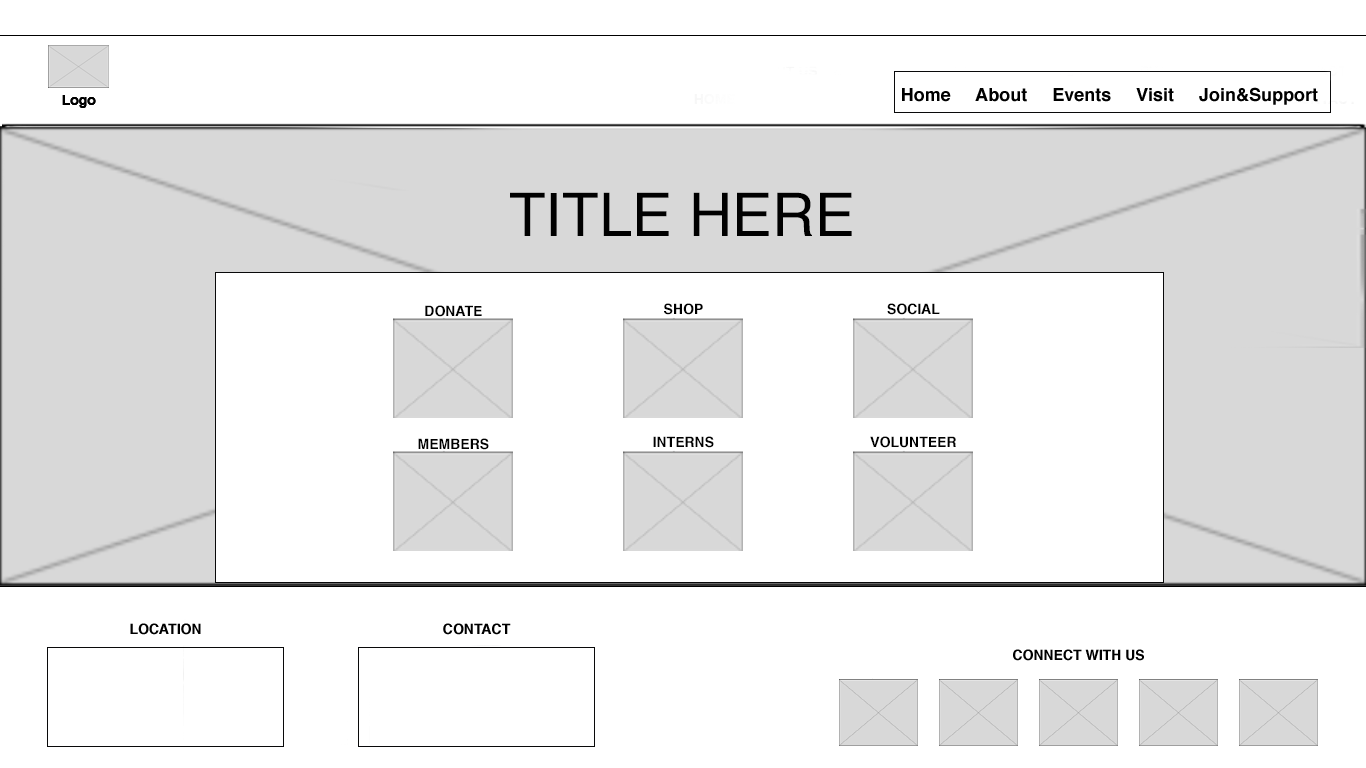 Logo
Home About Events Visit Join&Support
TITLE HERE
DONATE SHOP SOCIAL
MEMBERS INTERNS VOLUNTEER
LOCATION CONTACT
CONNECT WITH US